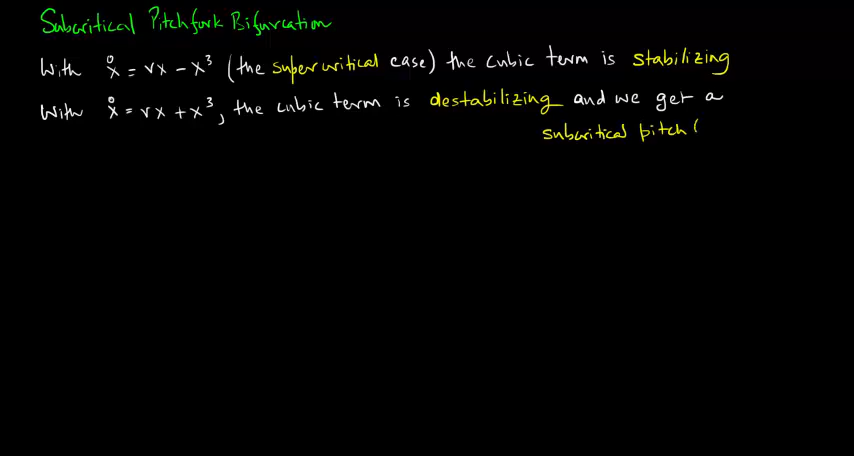 Subcritical Pitchfork Bifurcation
With ẋ = rx - x³ (the supercritical case) the cubic term is stabilizing
With ẋ = rx + x³, the cubic term is destabilizing and we get a
subcritical pitch